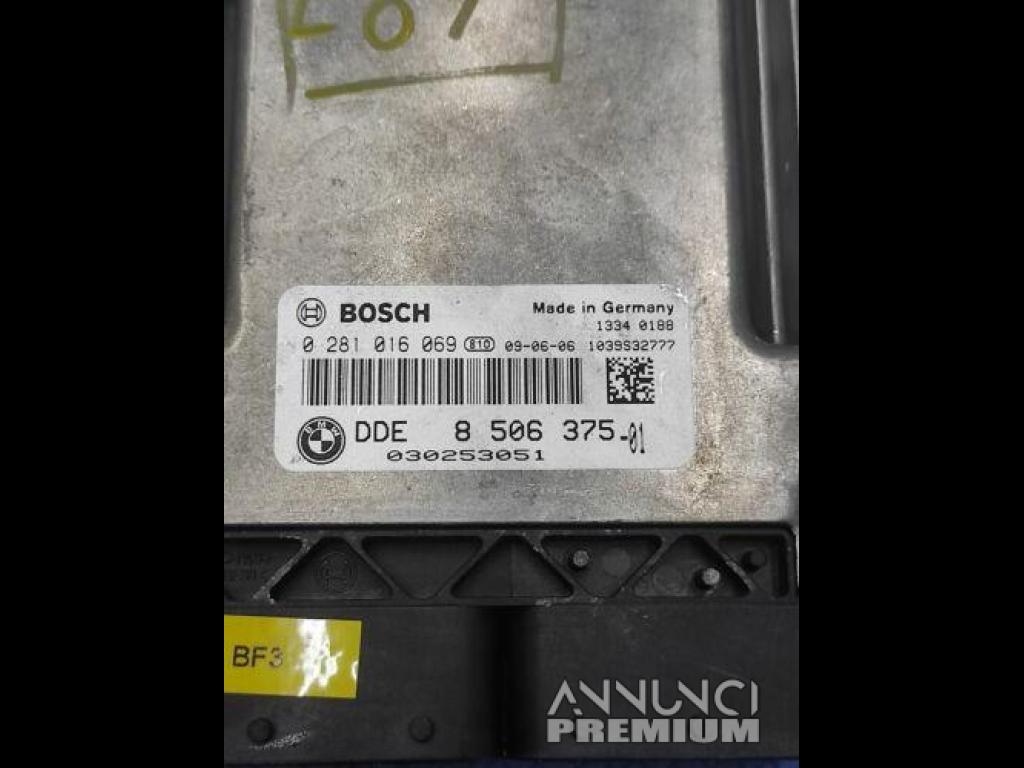 BOSCH Made in Germany
1334 0188
0 281 016 069 810 09-06-06 1039S32777
BMW DDE 8 506 375-01
030253051
BF3
ANNUNCI
PREMIUM